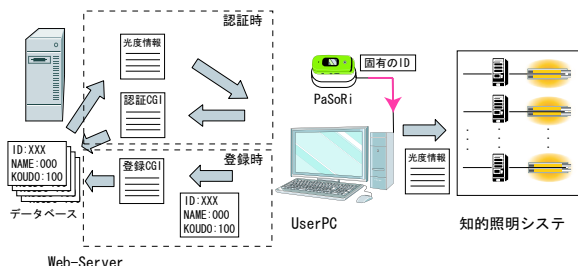 認証時
光度情報
認証CGI
登録時
登録CGI
ID:XXX
NAME:000
KOUDO:100
データベース
ID:XXX
NAME:000
KOUDO:100
Web-Server
固有のID
PaSoRi
UserPC
光度情報
知的照明システ